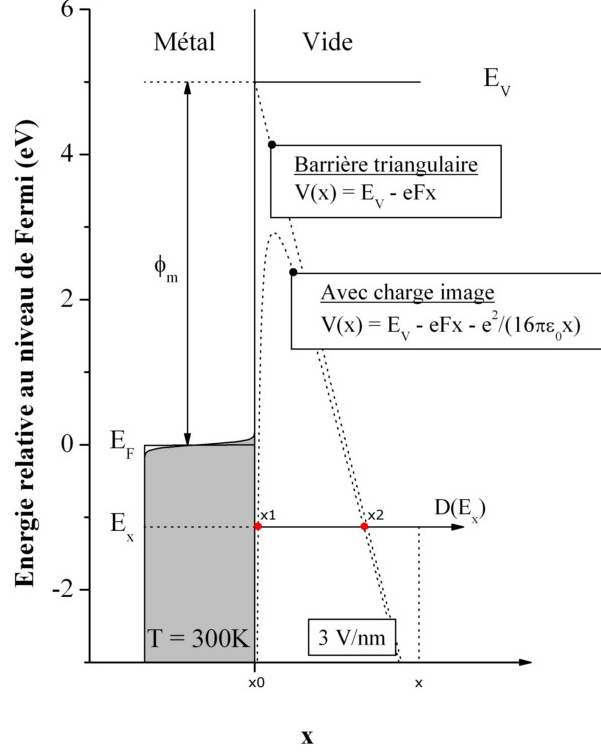 6
Métal
Vide
E_V
4
Barrière triangulaire
V(x) = E_V - eFx
ϕ_m
2
Avec charge image
V(x) = E_V - eFx - e²/(16πε₀x)
0
E_F
E_x
x1
x2
D(E_x)
-2
T = 300K
3 V/nm
x0
x
x
Energie relative au niveau de Fermi (eV)